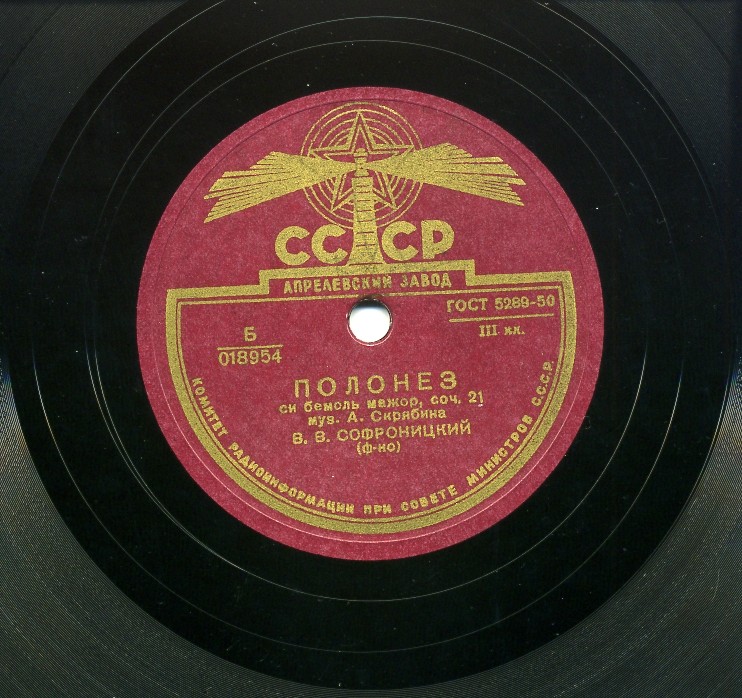 СССР
АПРЕЛЕВСКИЙ ЗАВОД
ГОСТ 5289-50
III кл.
Б
018954
ПОЛОНЕЗ
си бемоль мажор, соч. 21
муз. А. Скрябина
В. В. СОФРОНИЦКИЙ
(ф-но)
КОМИТЕТ РАДИОИНФОРМАЦИИ ПРИ СОВЕТЕ МИНИСТРОВ С.С.С.Р.